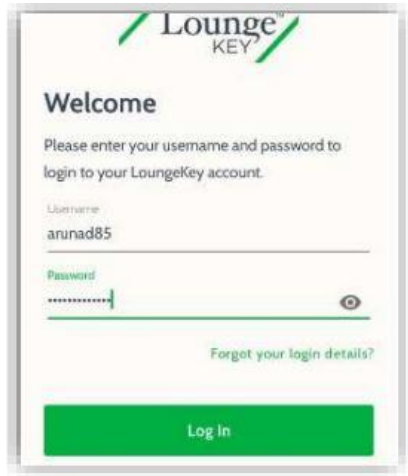 Lounge™
KEY
Welcome
Please enter your username and password to
login to your LoungeKey account.
Username
arunad85
Password
•••••••••••••
Forgot your login details?
Log In